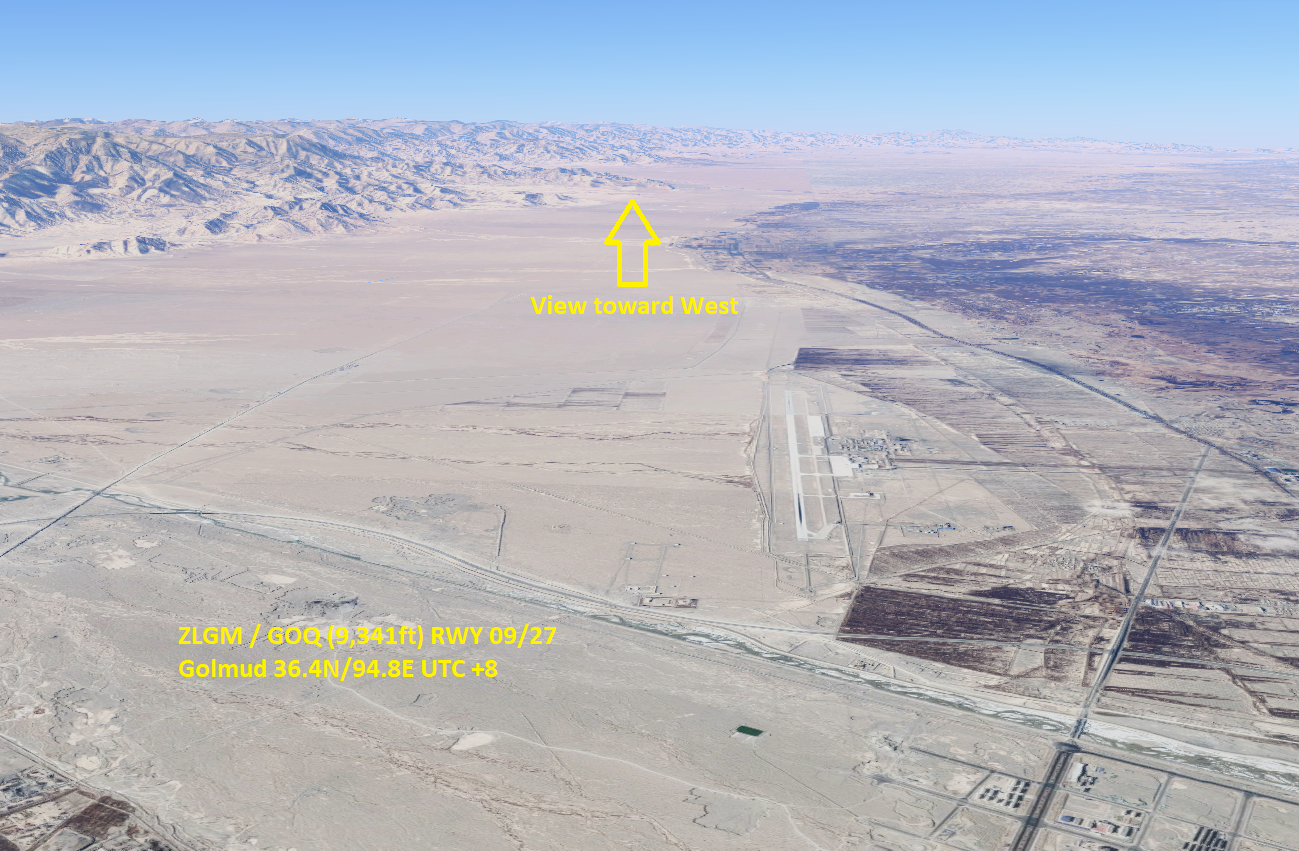 View toward West
ZLGM / GOQ (9,341ft) RWY 09/27
Golmud 36.4N/94.8E UTC +8